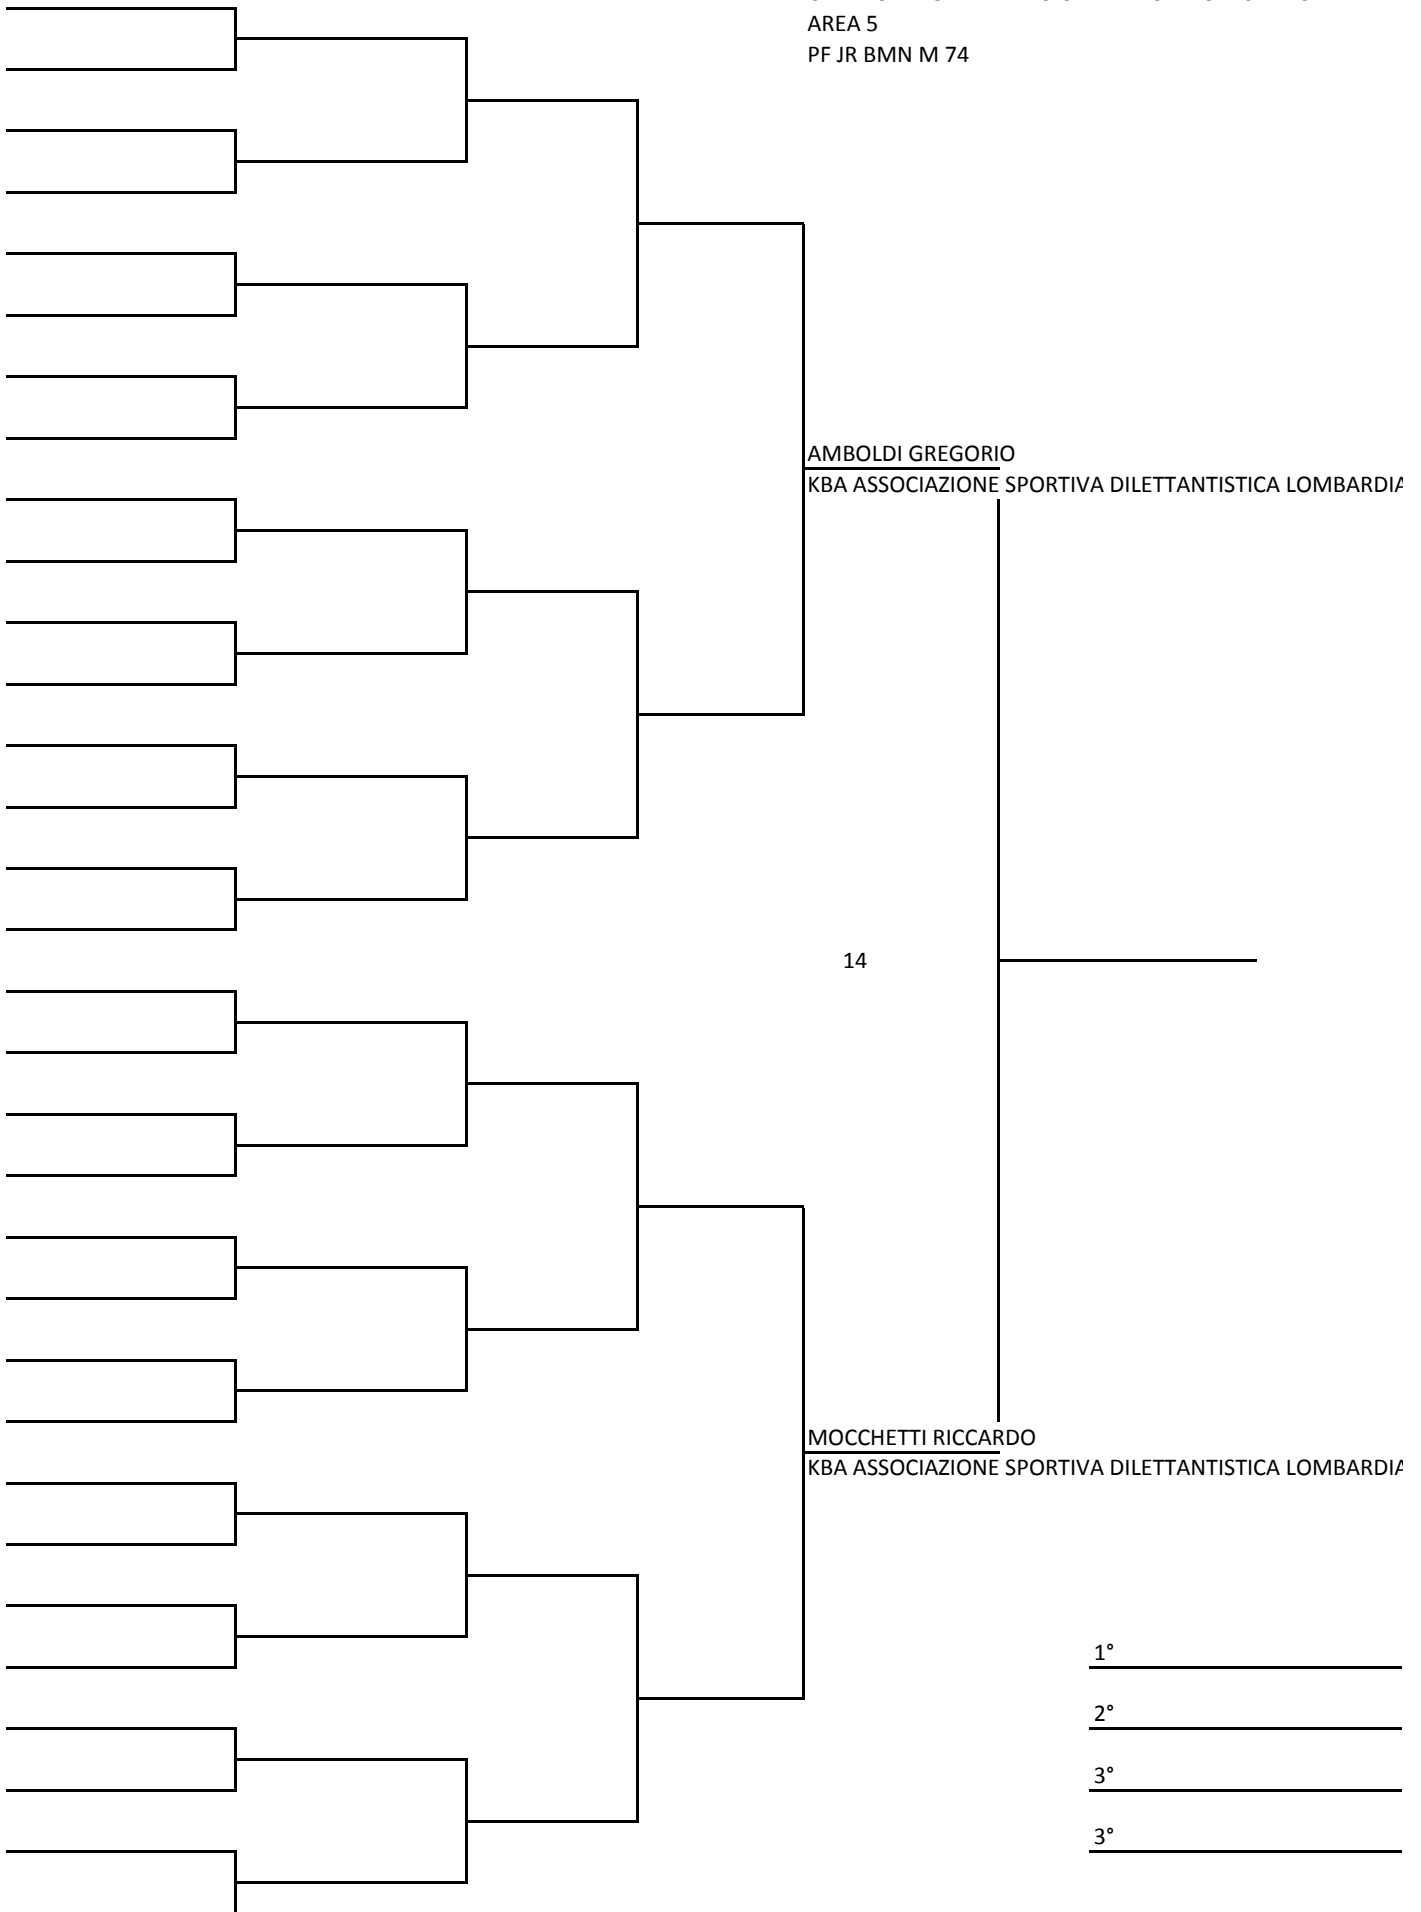 AREA 5
PF JR BMN M 74
AMBOLDI GREGORIO
KBA ASSOCIAZIONE SPORTIVA DILETTANTISTICA LOMBARDIA
14
MOCCHETTI RICCARDO
KBA ASSOCIAZIONE SPORTIVA DILETTANTISTICA LOMBARDIA
1°
2°
3°
3°